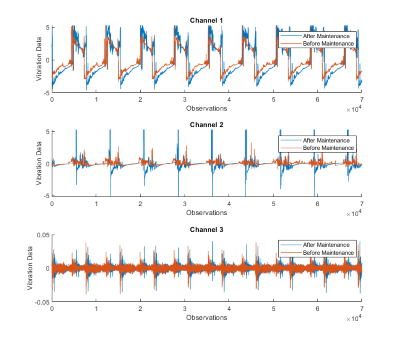 Channel 1
5
0
-5
Vibration Data
After Maintenance
Before Maintenance
0 1 2 3 4 5 6 7
Observations
×10⁴
Channel 2
5
0
-5
Vibration Data
After Maintenance
Before Maintenance
0 1 2 3 4 5 6 7
Observations
×10⁴
Channel 3
0.05
0
-0.05
Vibration Data
After Maintenance
Before Maintenance
0 1 2 3 4 5 6 7
Observations
×10⁴